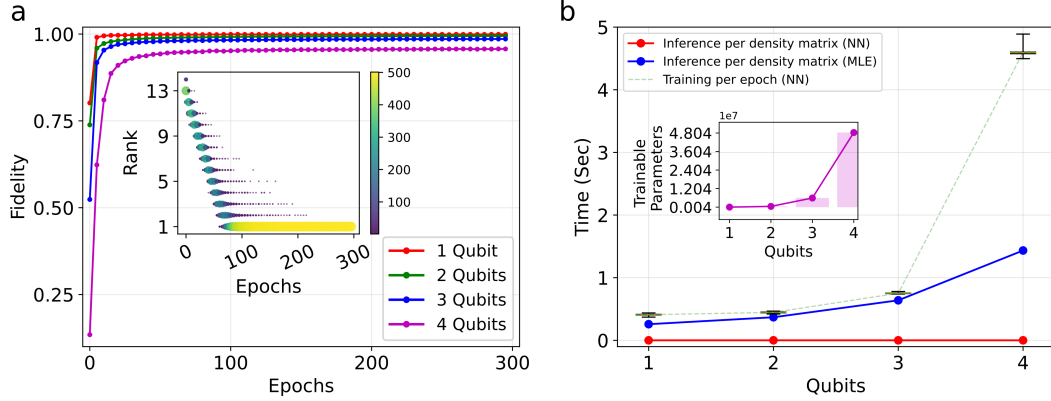 a
1.00
0.75
0.50
0.25
Fidelity
0
100
200
300
Epochs
13
9
5
1
Rank
0
100
200
300
Epochs
500
400
300
200
100
1 Qubit
2 Qubits
3 Qubits
4 Qubits
b
5
4
3
2
1
0
Time (Sec)
1
2
3
4
Qubits
Inference per density matrix (NN)
Inference per density matrix (MLE)
Training per epoch (NN)
1e7
4.804
3.604
2.404
1.204
0.004
Trainable
Parameters
1
2
3
4
Qubits